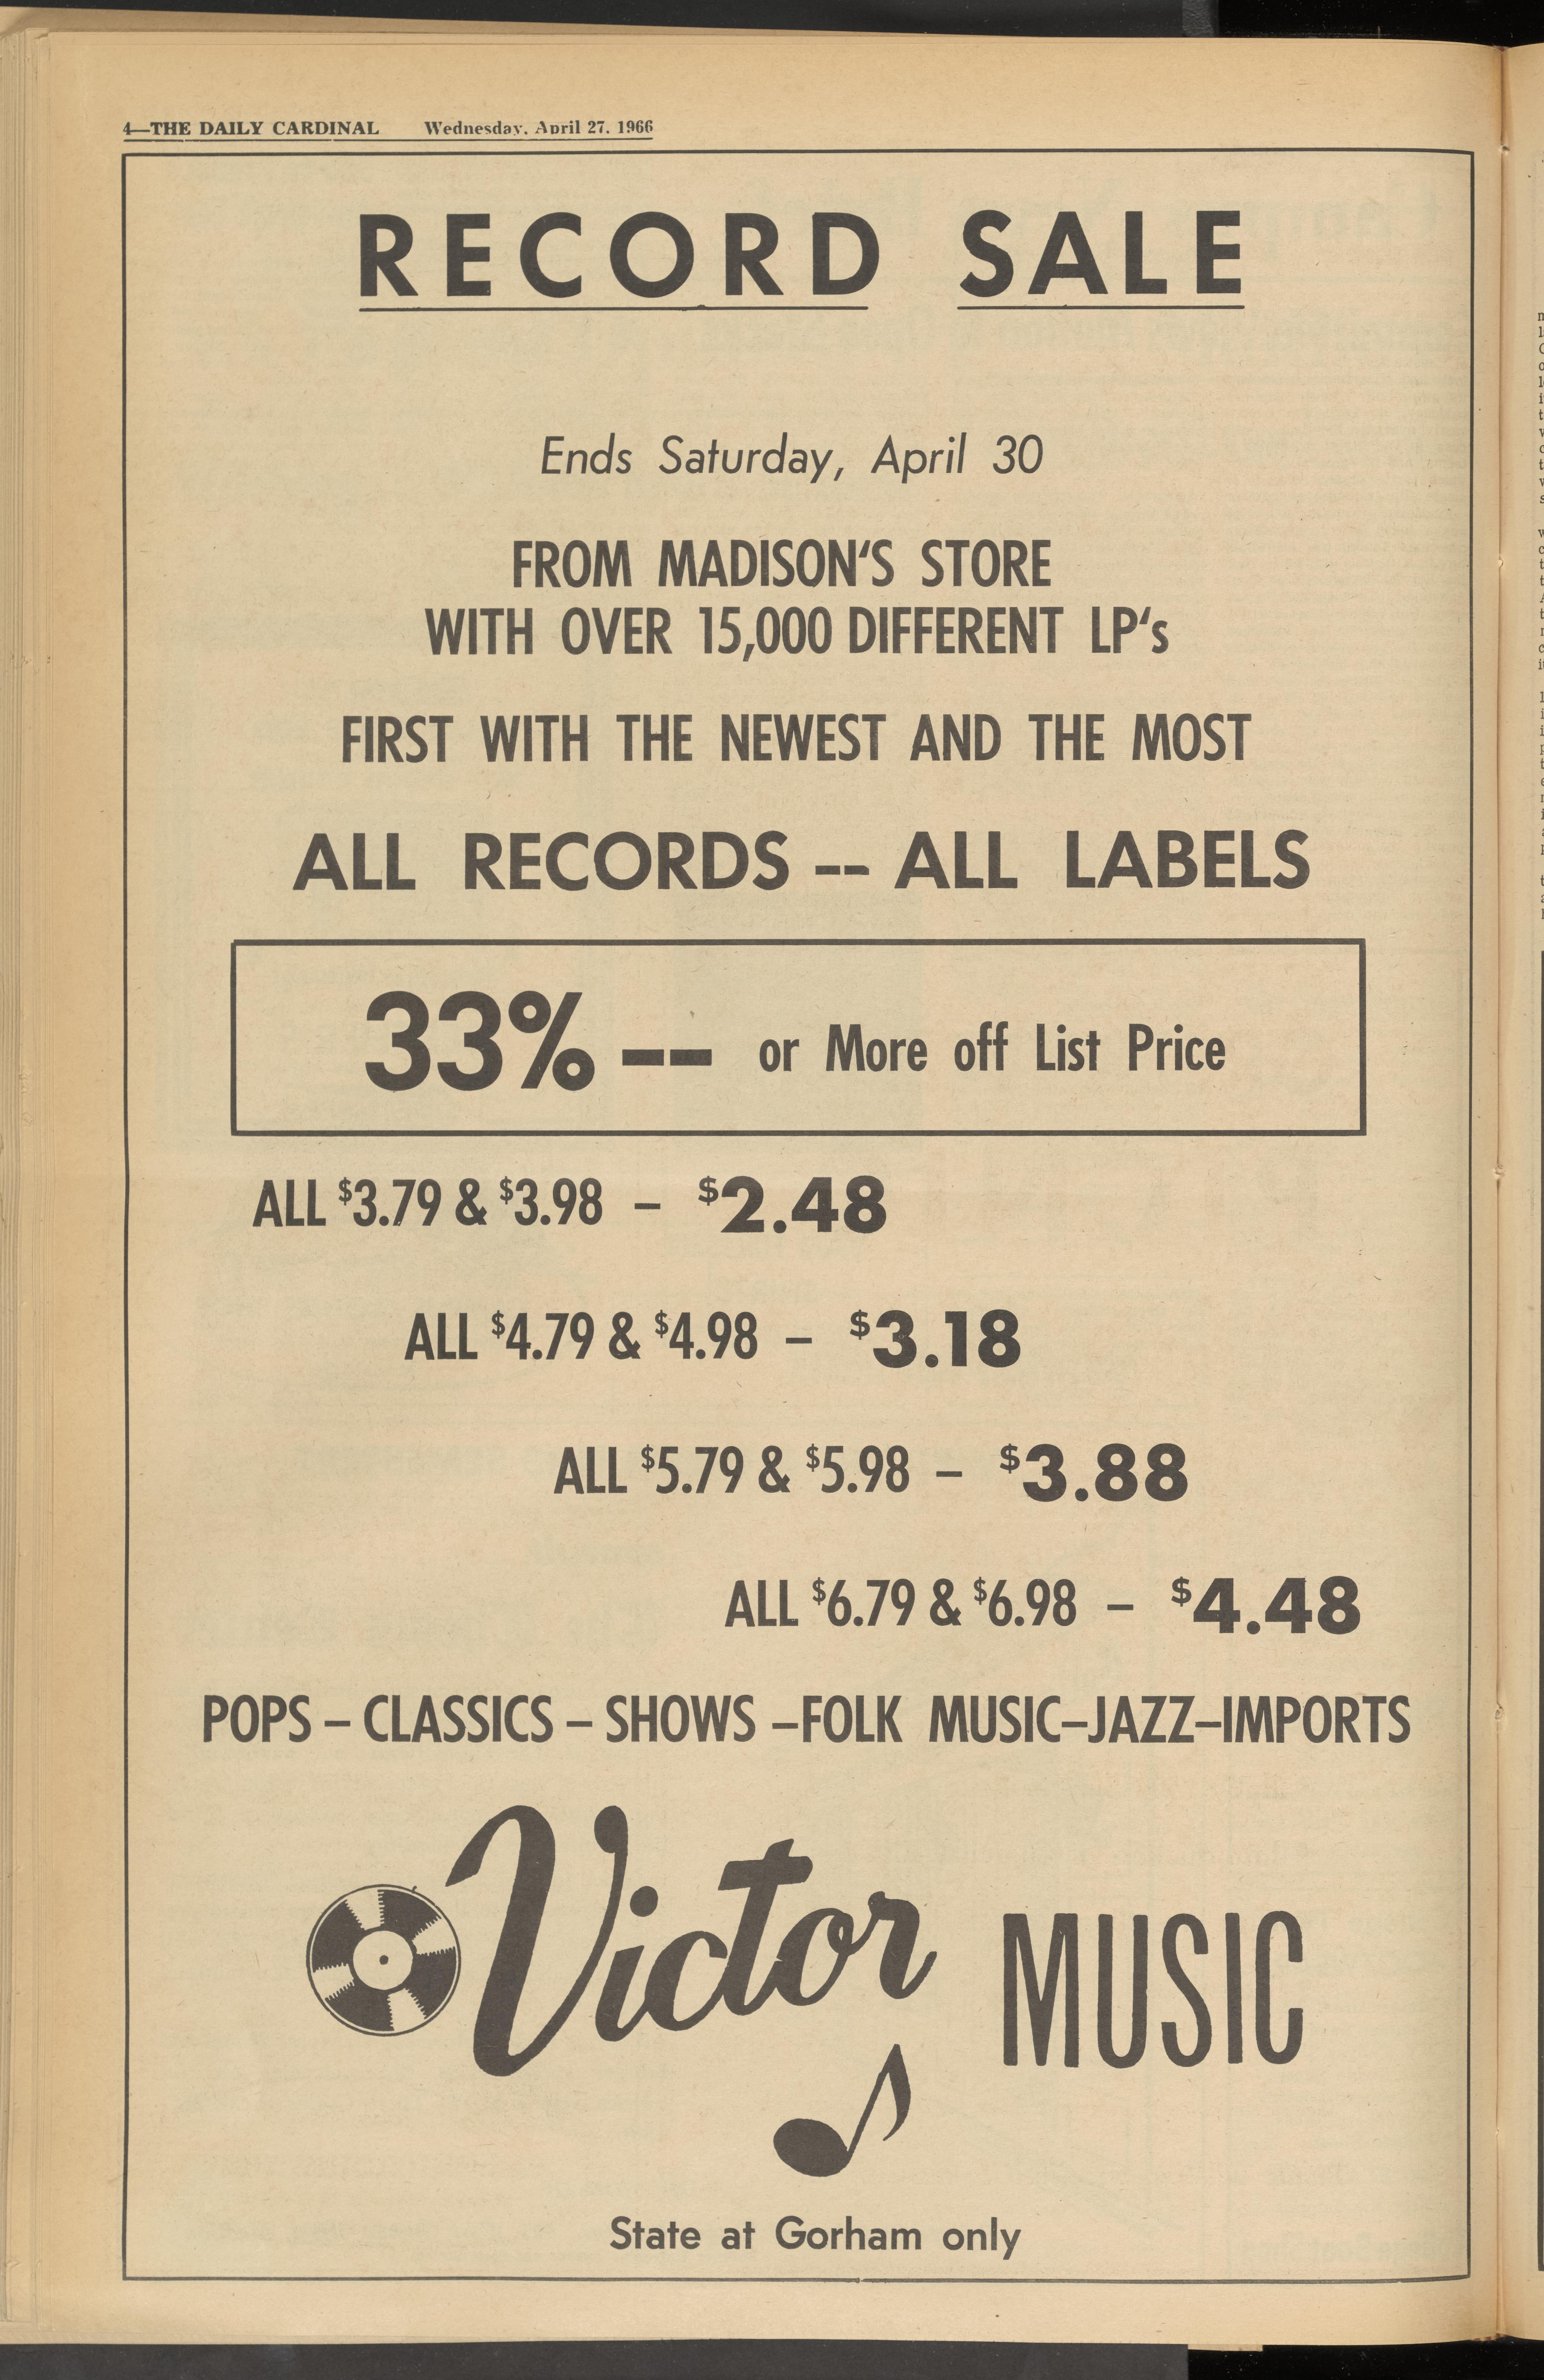 4—THE DAILY CARDINAL Wednesday, April 27, 1966
RECORD SALE
Ends Saturday, April 30
FROM MADISON'S STORE
WITH OVER 15,000 DIFFERENT LP's
FIRST WITH THE NEWEST AND THE MOST
ALL RECORDS -- ALL LABELS
33% -- or More off List Price
ALL $3.79 & $3.98 – $2.48
ALL $4.79 & $4.98 – $3.18
ALL $5.79 & $5.98 – $3.88
ALL $6.79 & $6.98 – $4.48
POPS – CLASSICS – SHOWS –FOLK MUSIC–JAZZ–IMPORTS
Victor MUSIC
State at Gorham only